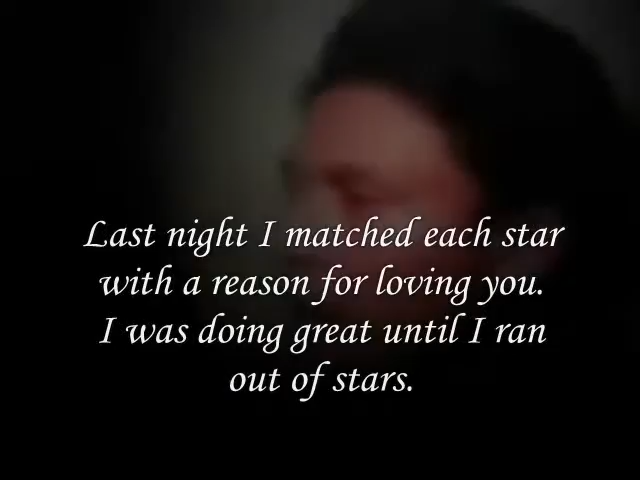 Last night I matched each star
with a reason for loving you.
I was doing great until I ran
out of stars.